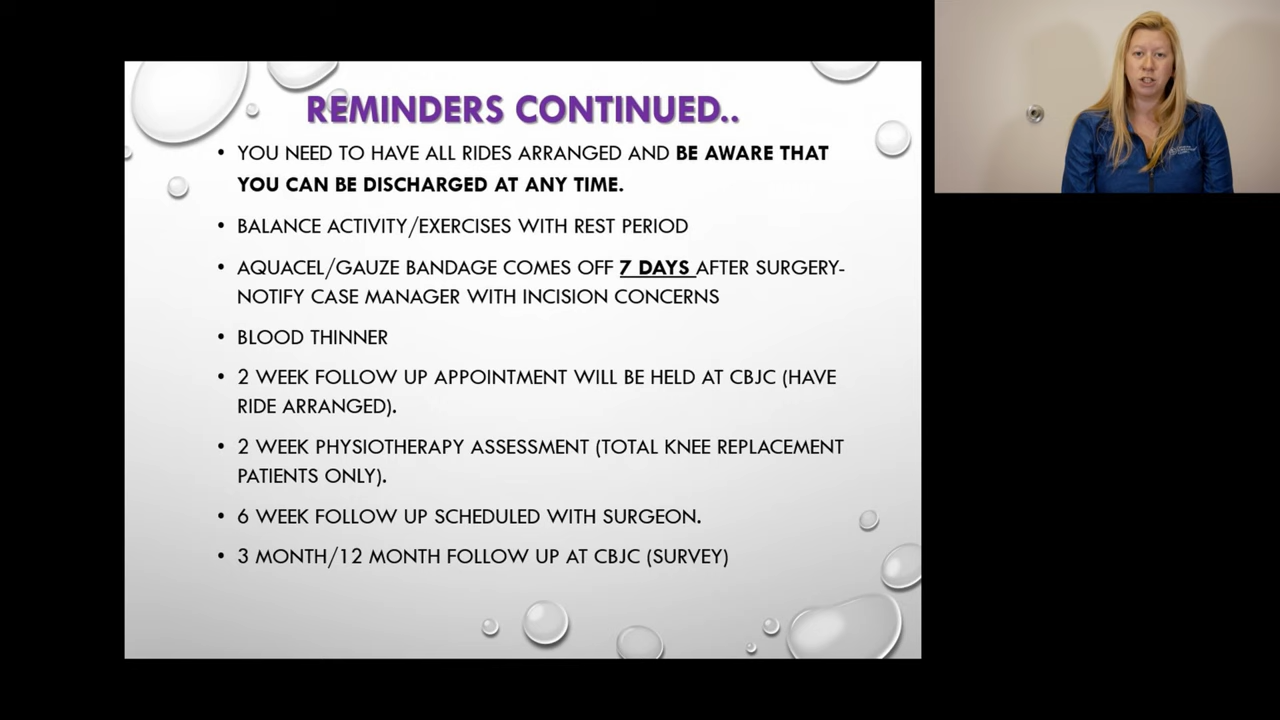 REMINDERS CONTINUED..
• YOU NEED TO HAVE ALL RIDES ARRANGED AND BE AWARE THAT
YOU CAN BE DISCHARGED AT ANY TIME.
• BALANCE ACTIVITY/EXERCISES WITH REST PERIOD
• AQUACEL/GAUZE BANDAGE COMES OFF 7 DAYS AFTER SURGERY-
NOTIFY CASE MANAGER WITH INCISION CONCERNS
• BLOOD THINNER
• 2 WEEK FOLLOW UP APPOINTMENT WILL BE HELD AT CBJC (HAVE
RIDE ARRANGED).
• 2 WEEK PHYSIOTHERAPY ASSESSMENT (TOTAL KNEE REPLACEMENT
PATIENTS ONLY).
• 6 WEEK FOLLOW UP SCHEDULED WITH SURGEON.
• 3 MONTH/12 MONTH FOLLOW UP AT CBJC (SURVEY)